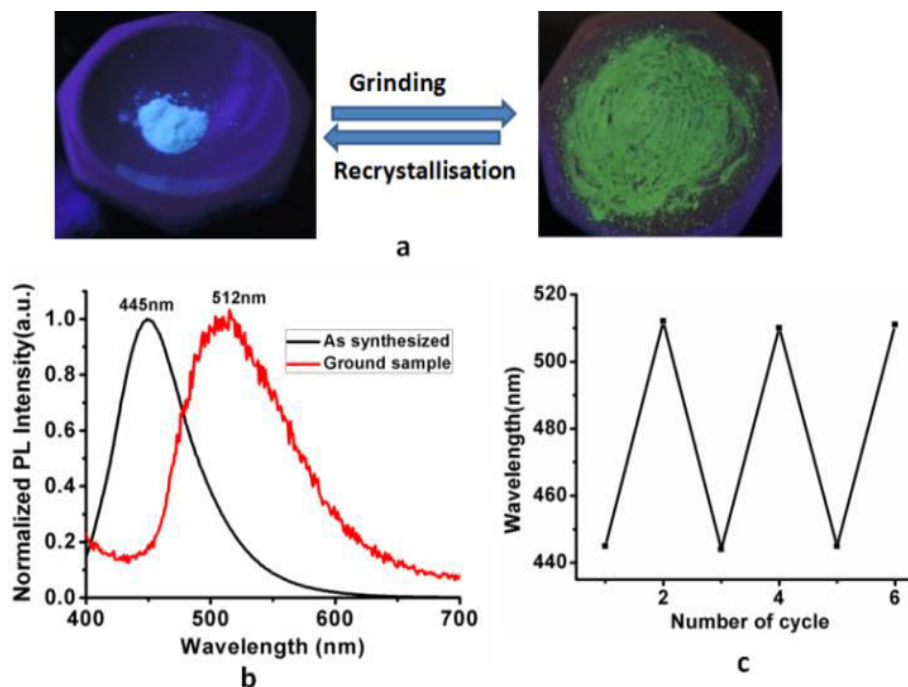 Grinding
Recrystallisation
a
445nm
512nm
As synthesized
Ground sample
Normalized PL Intensity(a.u.)
1.0
0.8
0.6
0.4
0.2
0.0
400
500
600
700
Wavelength (nm)
b
520
500
480
460
440
Wavelength(nm)
2
4
6
Number of cycle
c